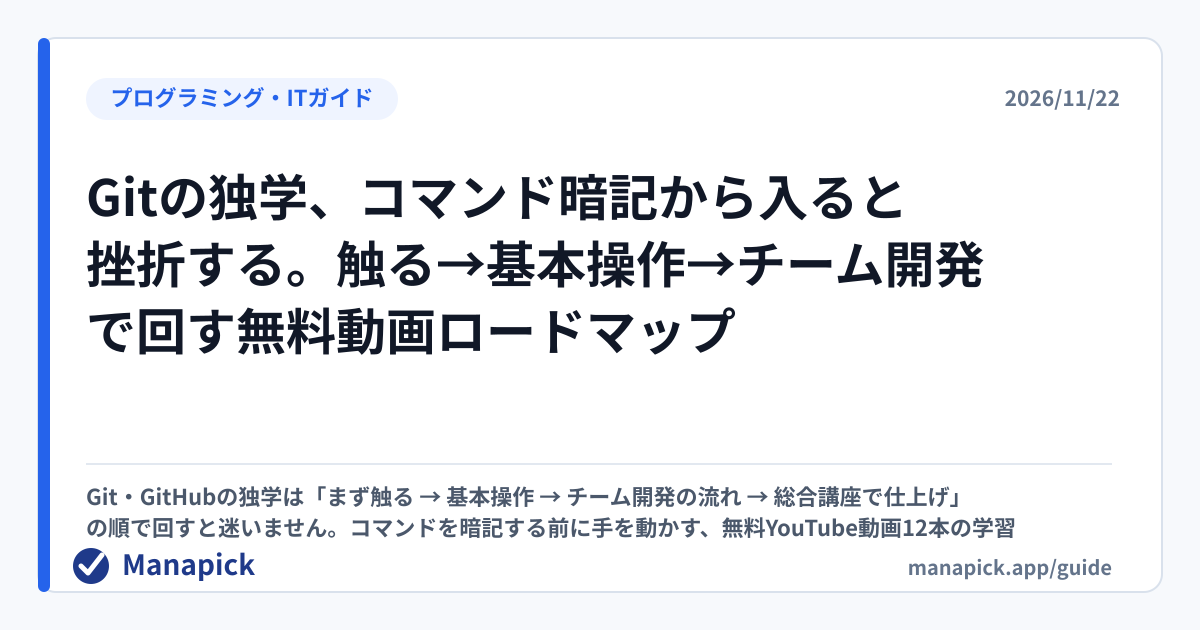 プログラミング・ITガイド
2026/11/22
Gitの独学、コマンド暗記から入ると
挫折する。触る→基本操作→チーム開発
で回す無料動画ロードマップ
Git・GitHubの独学は「まず触る → 基本操作 → チーム開発の流れ → 総合講座で仕上げ」
の順で回すと迷いません。コマンドを暗記する前に手を動かす、無料YouTube動画12本の学習
Manapick
manapick.app/guide